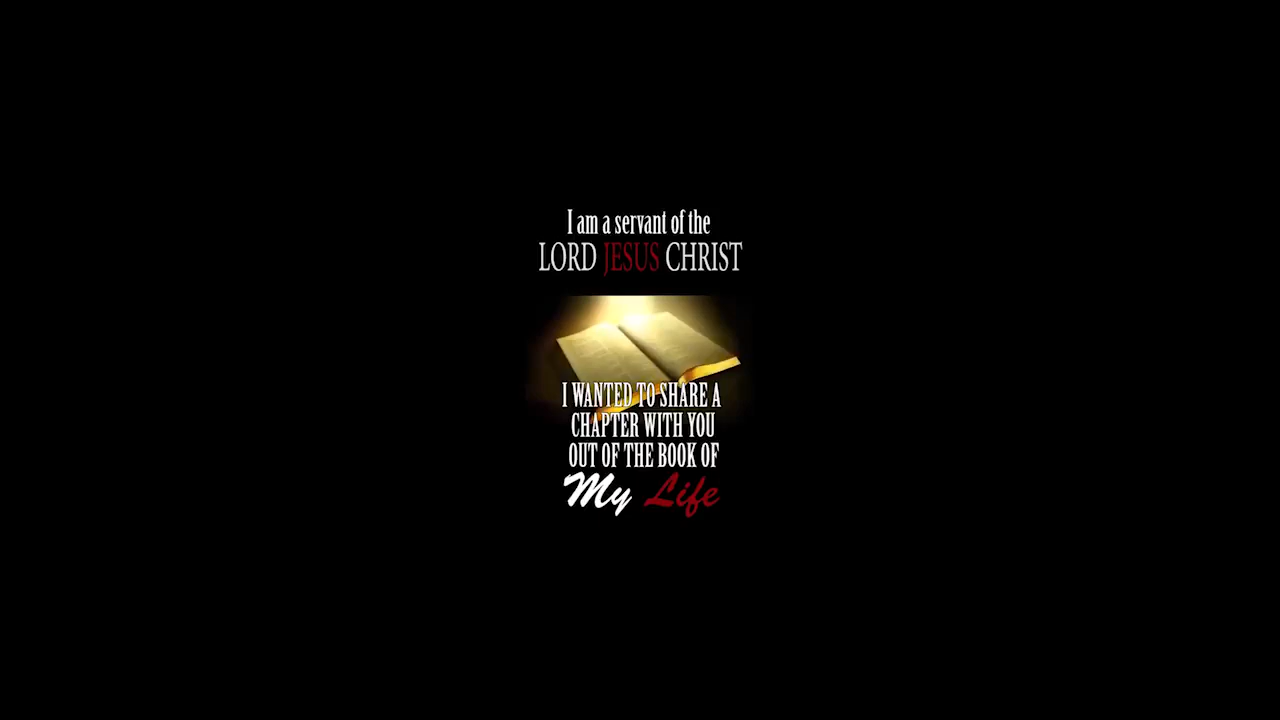 I am a servant of the
LORD JESUS CHRIST
I WANTED TO SHARE A
CHAPTER WITH YOU
OUT OF THE BOOK OF
My Life